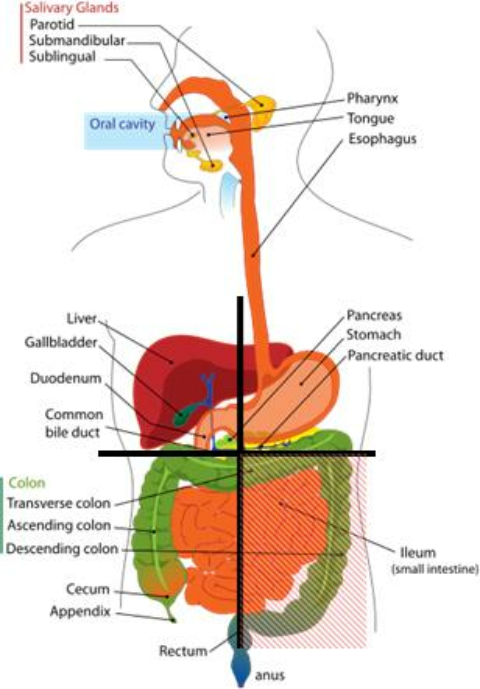 Salivary Glands
Parotid
Submandibular
Sublingual
Oral cavity
Pharynx
Tongue
Esophagus
Liver
Gallbladder
Duodenum
Common
bile duct
Pancreas
Stomach
Pancreatic duct
Colon
Transverse colon
Ascending colon
Descending colon
Cecum
Appendix
Rectum
Ileum
(small intestine)
anus